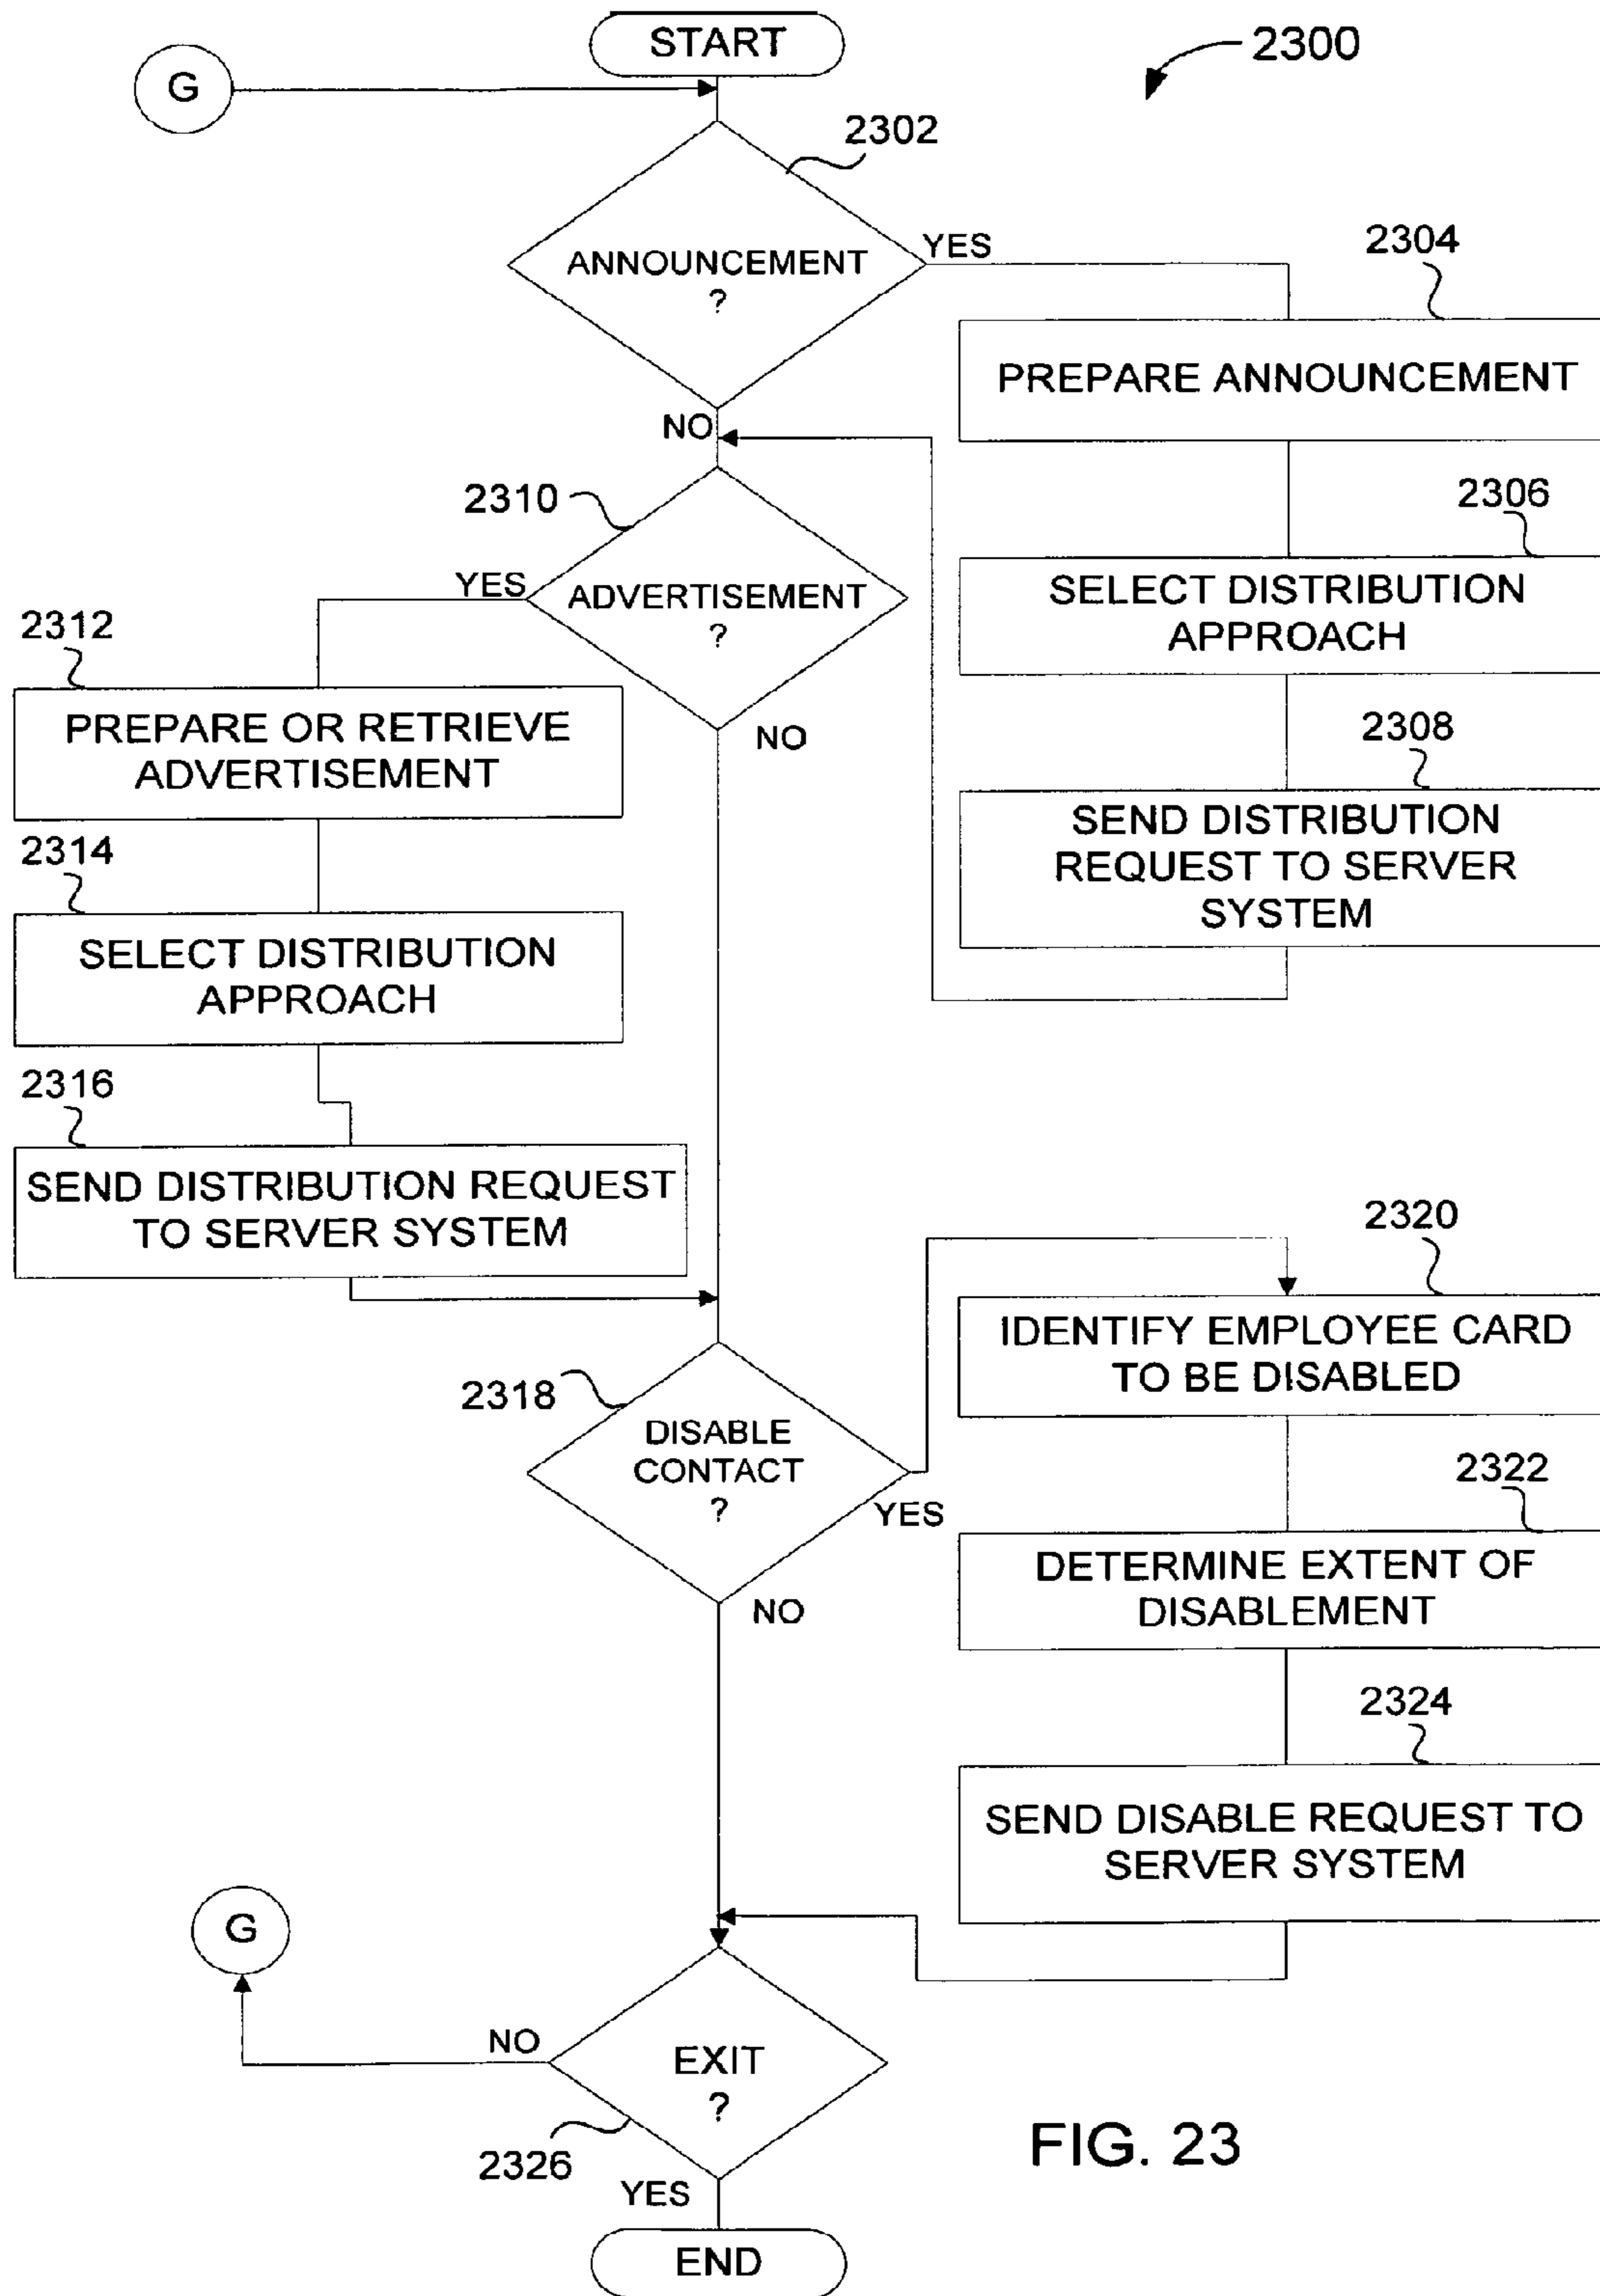 START
2300
G
2302
ANNOUNCEMENT
?
YES
2304
PREPARE ANNOUNCEMENT
NO
2310
2306
ADVERTISEMENT
?
YES
SELECT DISTRIBUTION
APPROACH
2312
PREPARE OR RETRIEVE
ADVERTISEMENT
NO
2308
SEND DISTRIBUTION
REQUEST TO SERVER
SYSTEM
2314
SELECT DISTRIBUTION
APPROACH
2316
SEND DISTRIBUTION REQUEST
TO SERVER SYSTEM
2320
IDENTIFY EMPLOYEE CARD
TO BE DISABLED
2318
DISABLE
CONTACT
?
YES
2322
DETERMINE EXTENT OF
DISABLEMENT
NO
2324
SEND DISABLE REQUEST TO
SERVER SYSTEM
G
NO
EXIT
?
2326
YES
FIG. 23
END